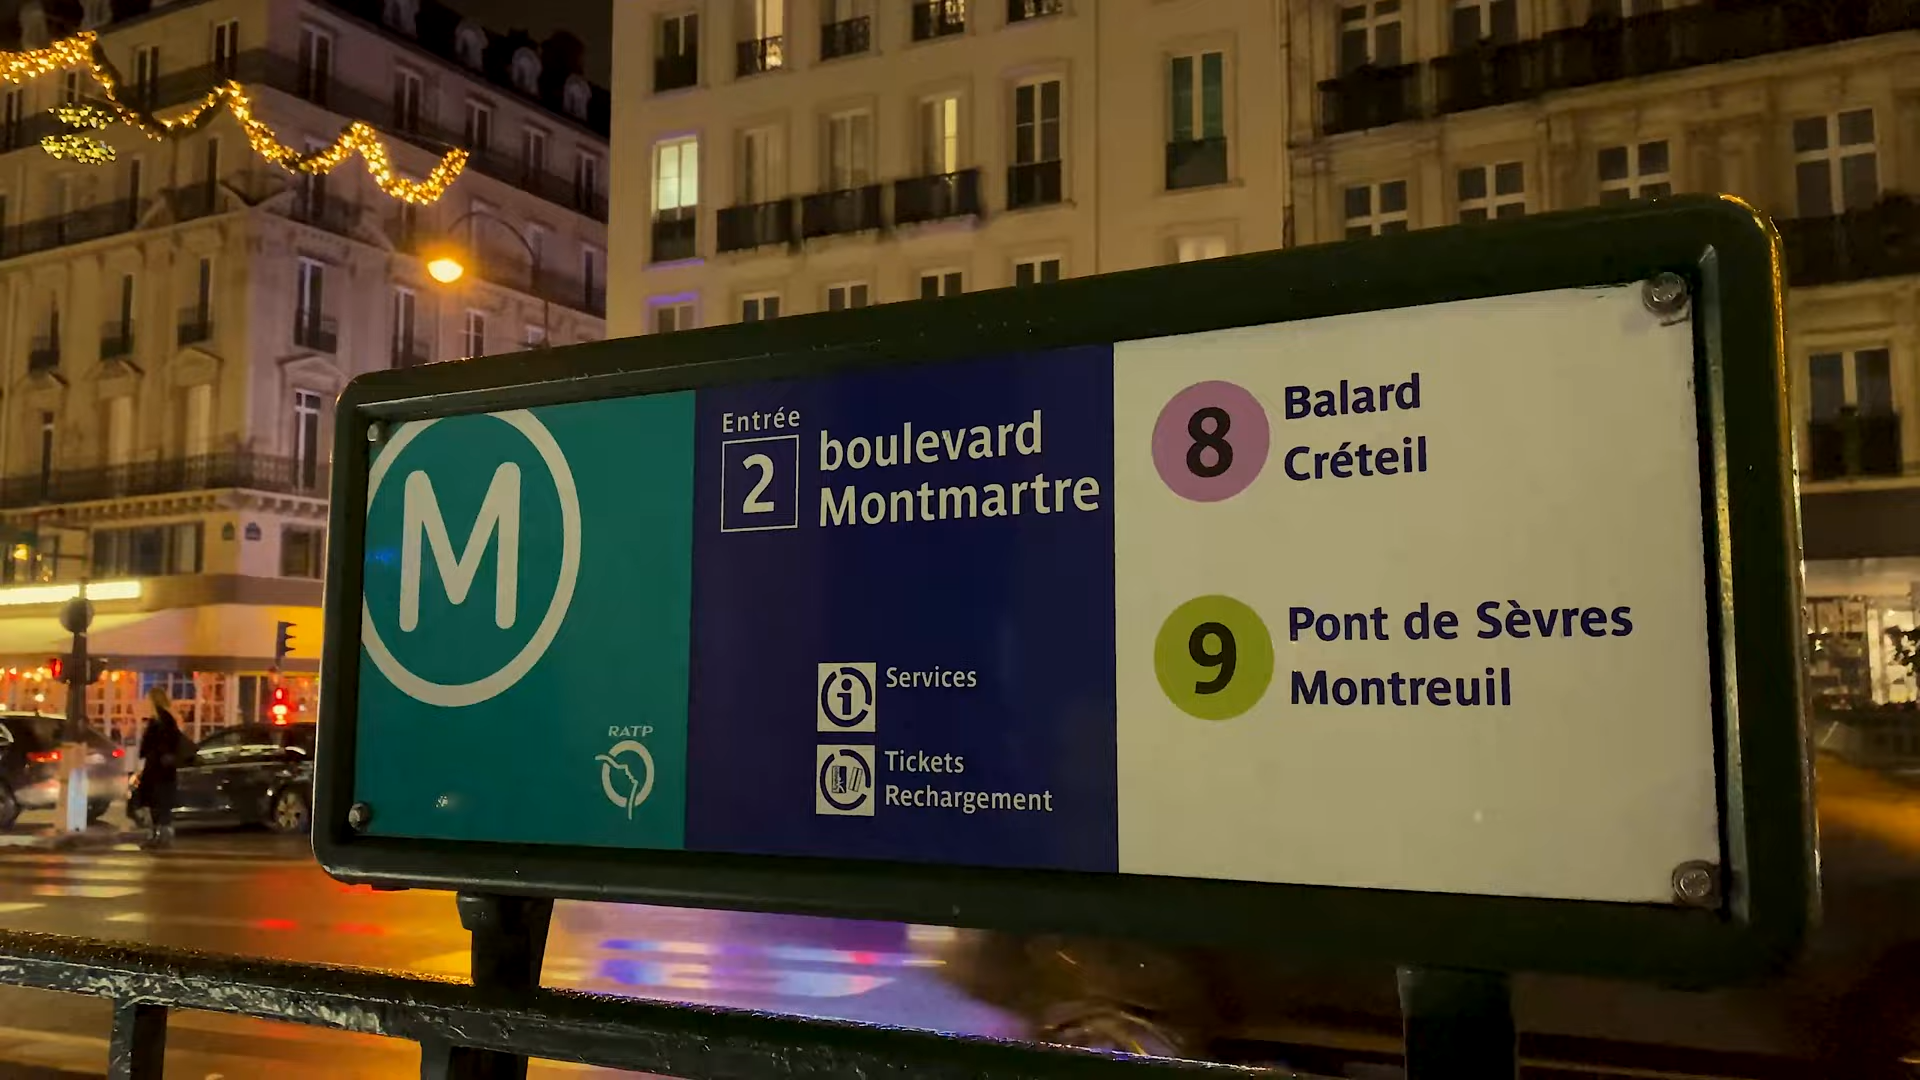 M
RATP
Entrée
2
boulevard
Montmartre
Services
Tickets
Rechargement
8
Balard
Créteil
9
Pont de Sèvres
Montreuil